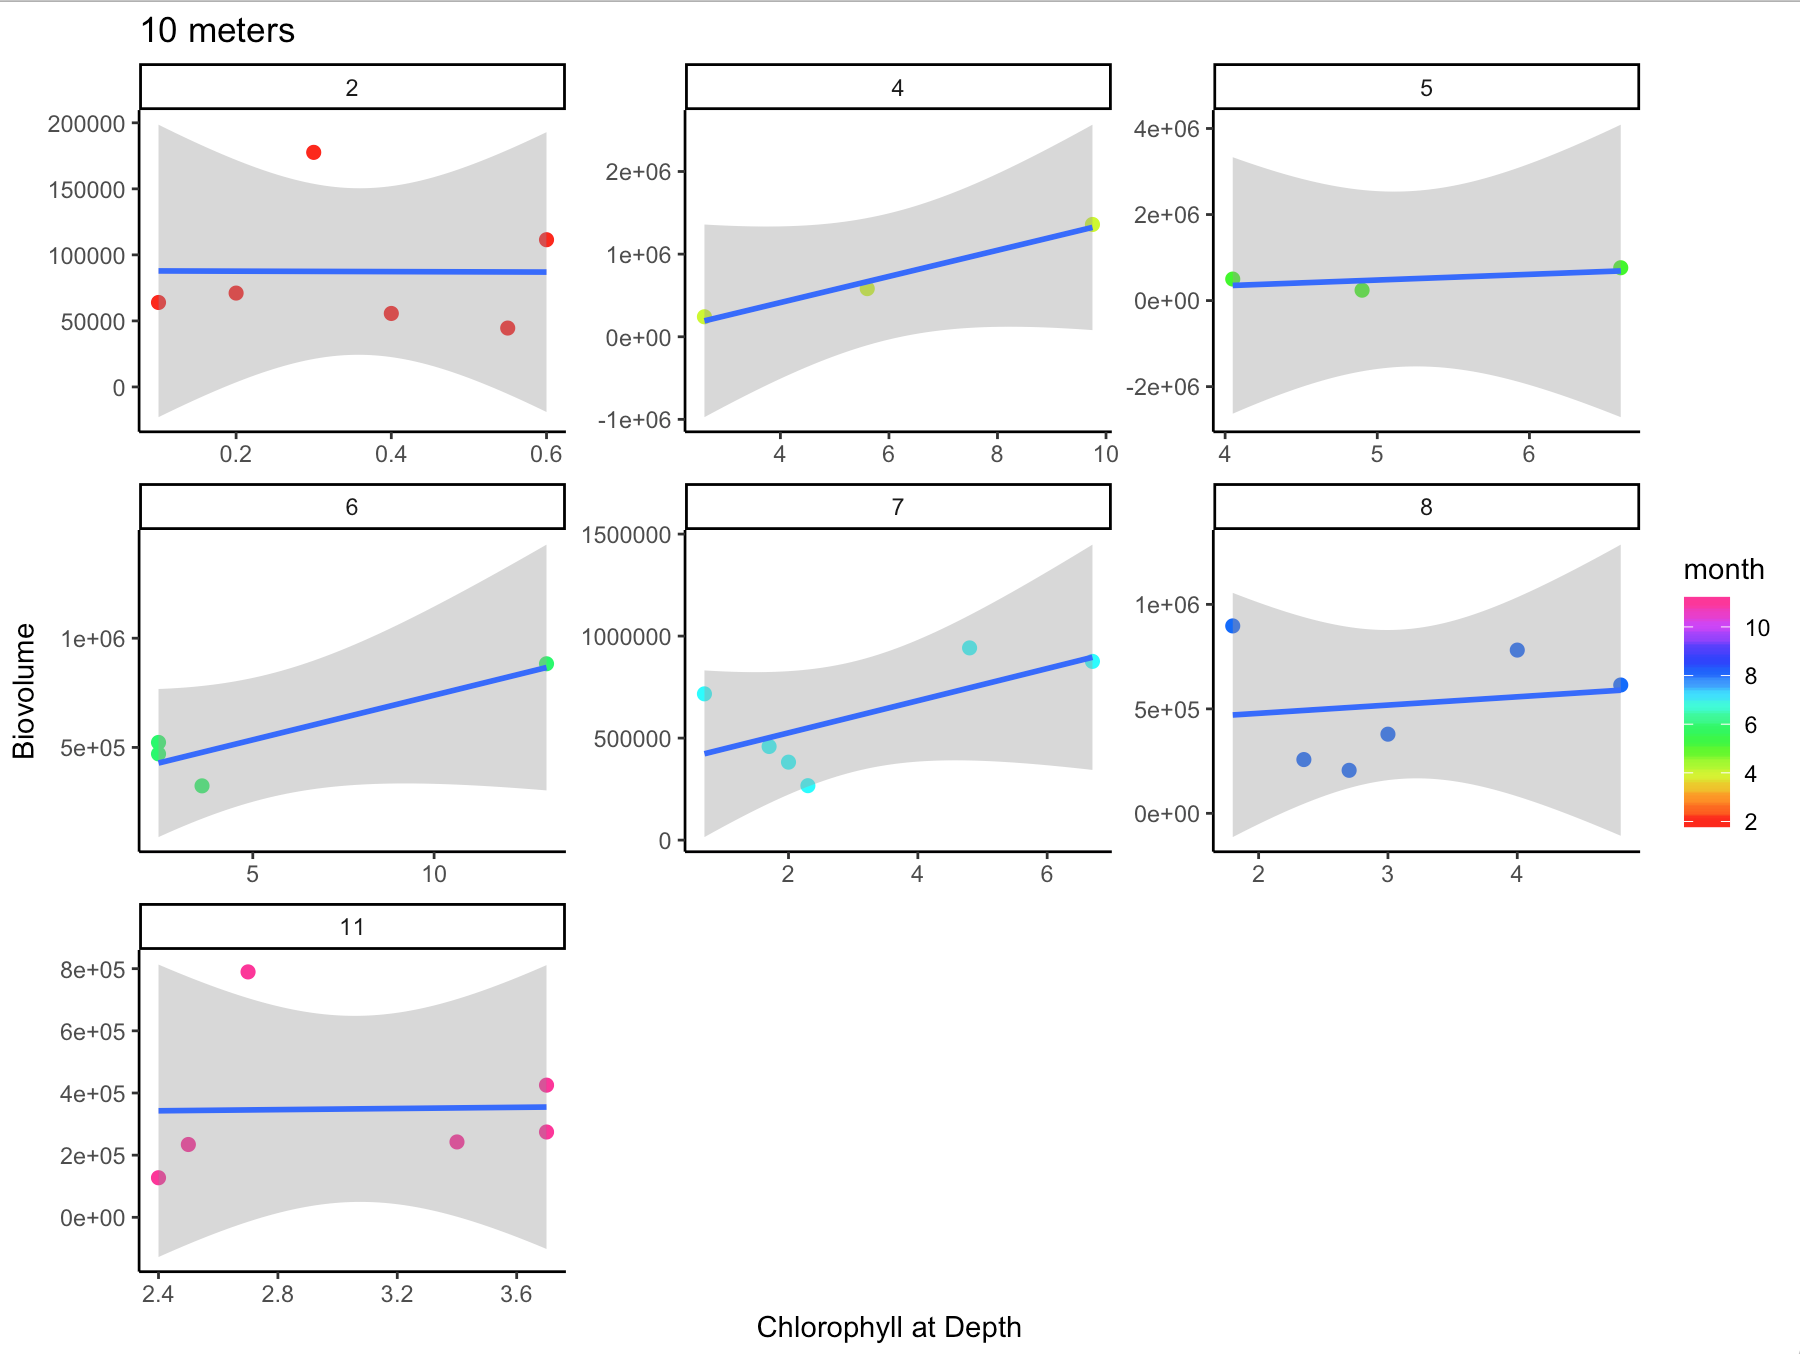 10 meters
2
4
5
200000
150000
100000
50000
0
0.2
0.4
0.6
2e+06
1e+06
0e+00
-1e+06
4
6
8
10
4e+06
2e+06
0e+00
-2e+06
4
5
6
6
7
8
Biovolume
1e+06
5e+05
5
10
1500000
1000000
500000
0
2
4
6
1e+06
5e+05
0e+00
2
3
4
month
10
8
6
4
2
11
8e+05
6e+05
4e+05
2e+05
0e+00
2.4
2.8
3.2
3.6
Chlorophyll at Depth